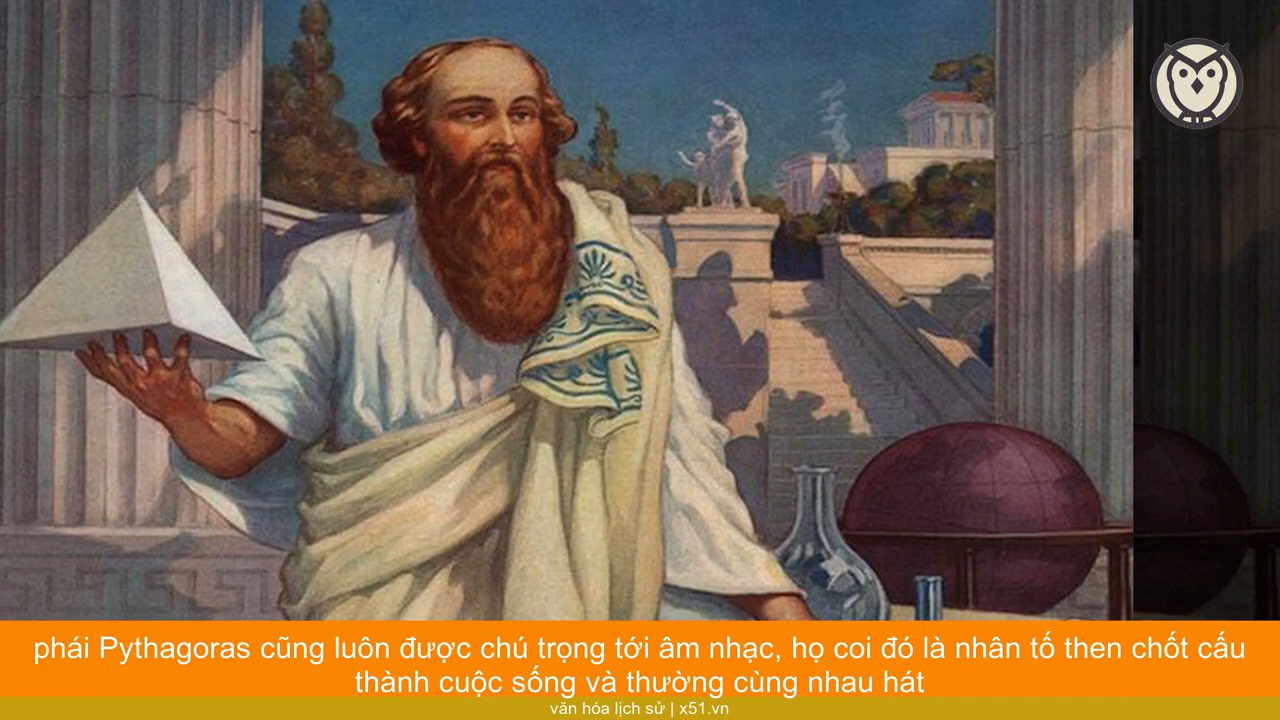 phái Pythagoras cũng luôn được chú trọng tới âm nhạc, họ coi đó là nhân tố then chốt cấu
thành cuộc sống và thường cùng nhau hát
văn hóa lịch sử | x51.vn